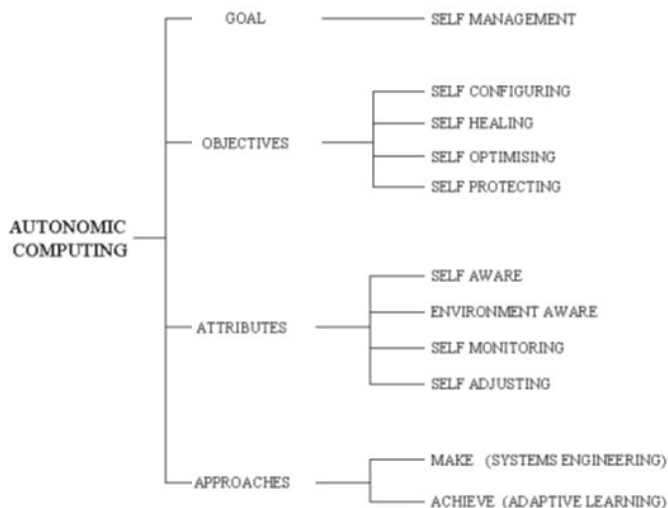 GOAL
SELF MANAGEMENT
SELF CONFIGURING
SELF HEALING
OBJECTIVES
SELF OPTIMISING
SELF PROTECTING
AUTONOMIC
COMPUTING
SELF AWARE
ENVIRONMENT AWARE
ATTRIBUTES
SELF MONITORING
SELF ADJUSTING
MAKE (SYSTEMS ENGINEERING)
APPROACHES
ACHIEVE (ADAPTIVE LEARNING)